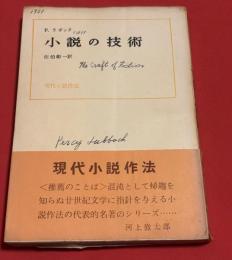 P. ラボック
小説の技術
佐伯彰一訳
The Craft of Fiction
現代小説作法
Percy Lubbock
現代小説作法
<推薦のことば>混沌として帰趨を
知らぬ廿世紀文学に指針を与える小
説作法の代表的名著のシリーズ……
河上徹太郎